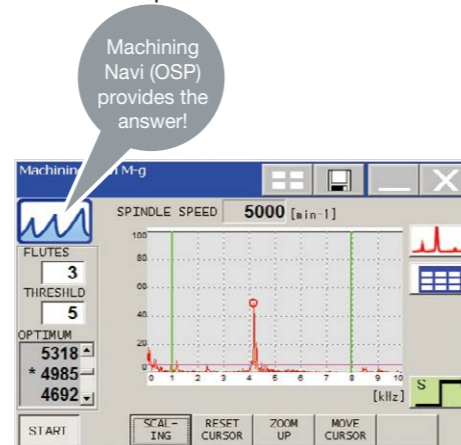 Machining
Navi (OSP)
provides the
answer!
Machining
M-g
SPINDLE SPEED 5000 [min-1]
FLUTES
3
THRESHLD
5
OPTIMUM
5318
* 4985
4692
100
80
60
40
20
0 1 2 3 4 5 6 7 8 9 10
[kHz]
S
START
SCAL-
ING
RESET
CURSOR
ZOOM
UP
MOVE
CURSOR